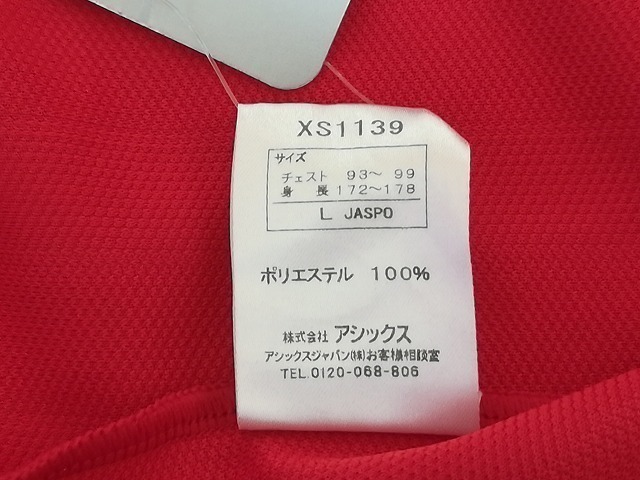 XS1139
サイズ
チェスト 93～ 99
身 長 172～178
L JASPO
ポリエステル 100%
株式会社 アシックス
アシックスジャパン(株)お客様相談室
TEL.0120-068-806